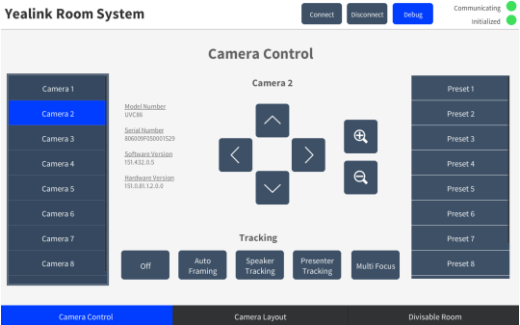 Yealink Room System
Connect
Disconnect
Debug
Communicating
Initialized
Camera Control
Camera 1
Camera 2
Camera 3
Camera 4
Camera 5
Camera 6
Camera 7
Camera 8
Camera 2
Model Number
UVC86
Serial Number
806039F050001529
Software Version
151.432.0.5
Hardware Version
151.0.81.1.2.0.0
Tracking
Off
Auto
Framing
Speaker
Tracking
Presenter
Tracking
Multi Focus
Preset 1
Preset 2
Preset 3
Preset 4
Preset 5
Preset 6
Preset 7
Preset 8
Camera Control
Camera Layout
Divisable Room